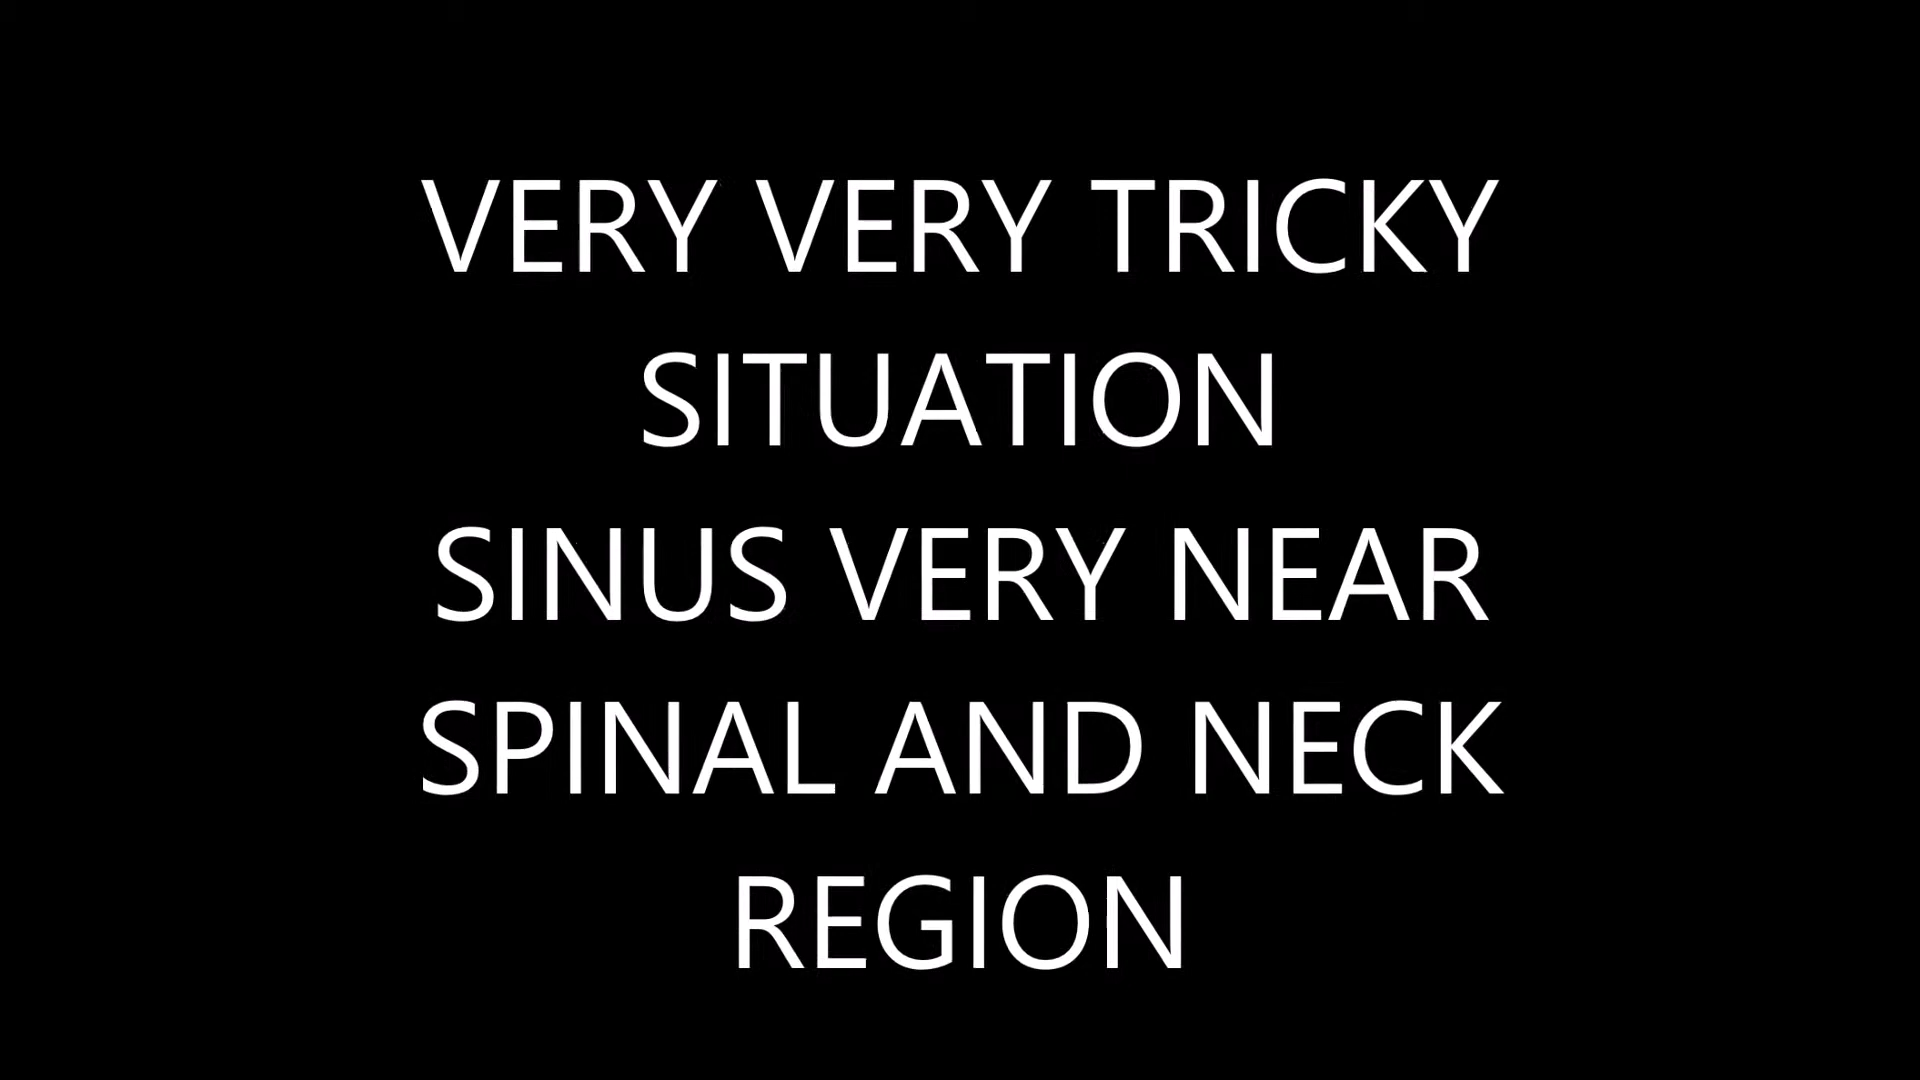 VERY VERY TRICKY
SITUATION
SINUS VERY NEAR
SPINAL AND NECK
REGION